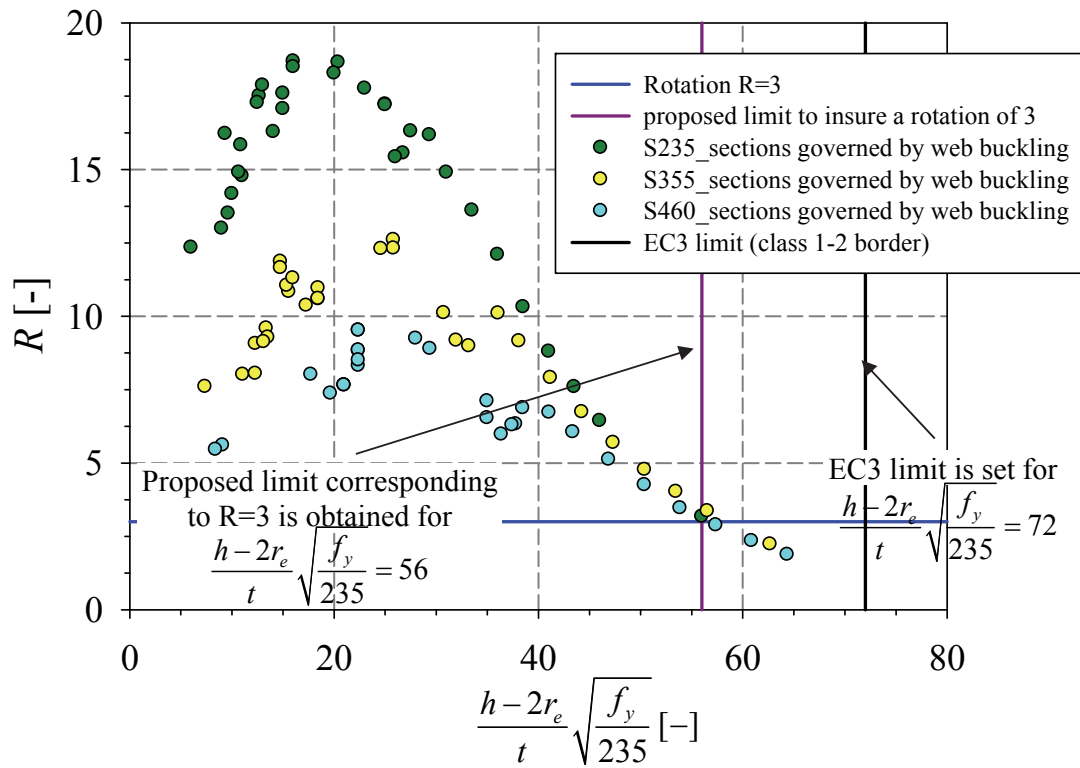 20
15
10
5
0
R [-]
Rotation R=3
proposed limit to insure a rotation of 3
S235_sections governed by web buckling
S355_sections governed by web buckling
S460_sections governed by web buckling
EC3 limit (class 1-2 border)
Proposed limit corresponding
to R=3 is obtained for
h − 2r_e / t √ f_y / 235 = 56
EC3 limit is set for
h − 2r_e / t √ f_y / 235 = 72
0 20 40 60 80
h − 2r_e / t √ f_y / 235 [−]